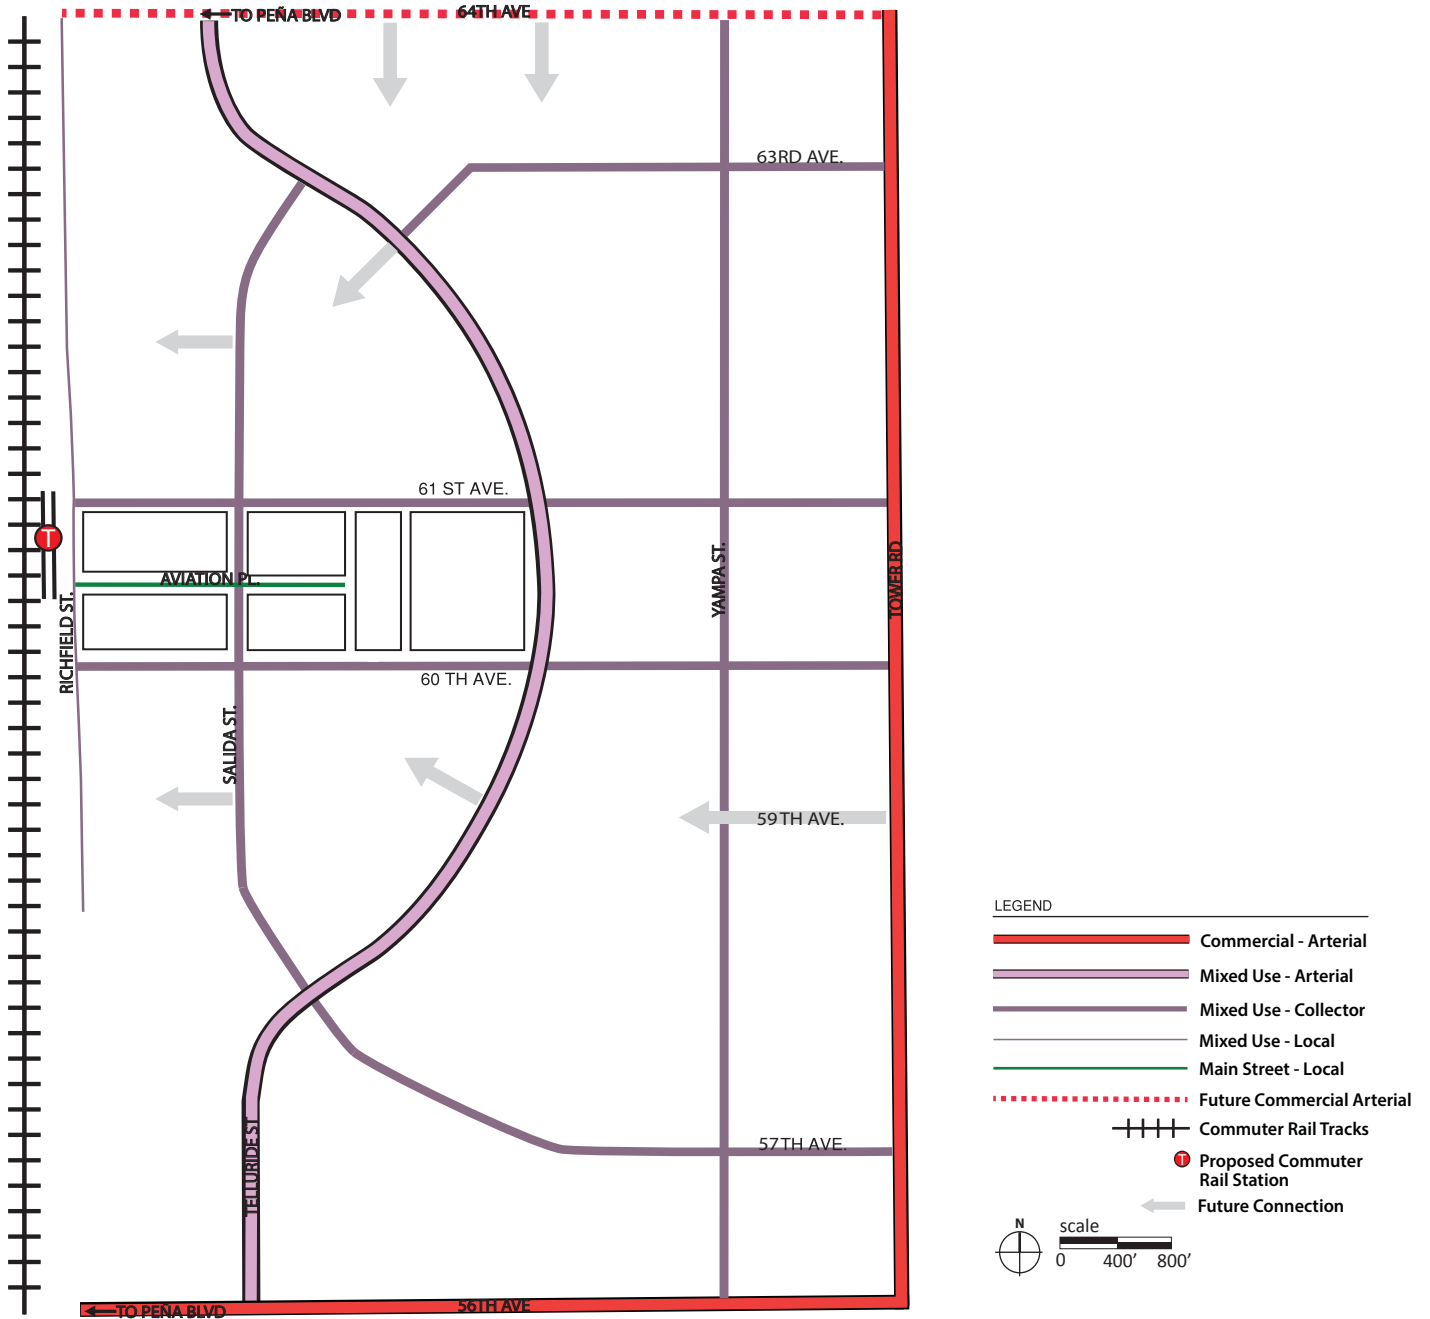 TO PEÑA BLVD
64TH AVE
63RD AVE.
61 ST AVE.
T
AVIATION PL.
YAMPA ST.
TOWER RD
RICHFIELD ST.
60 TH AVE.
SALIDA ST.
59TH AVE.
57TH AVE.
TELLURIDE ST
TO PEÑA BLVD
56TH AVE
LEGEND
Commercial - Arterial
Mixed Use - Arterial
Mixed Use - Collector
Mixed Use - Local
Main Street - Local
Future Commercial Arterial
Commuter Rail Tracks
T
Proposed Commuter
Rail Station
Future Connection
N
scale
0 400’ 800’